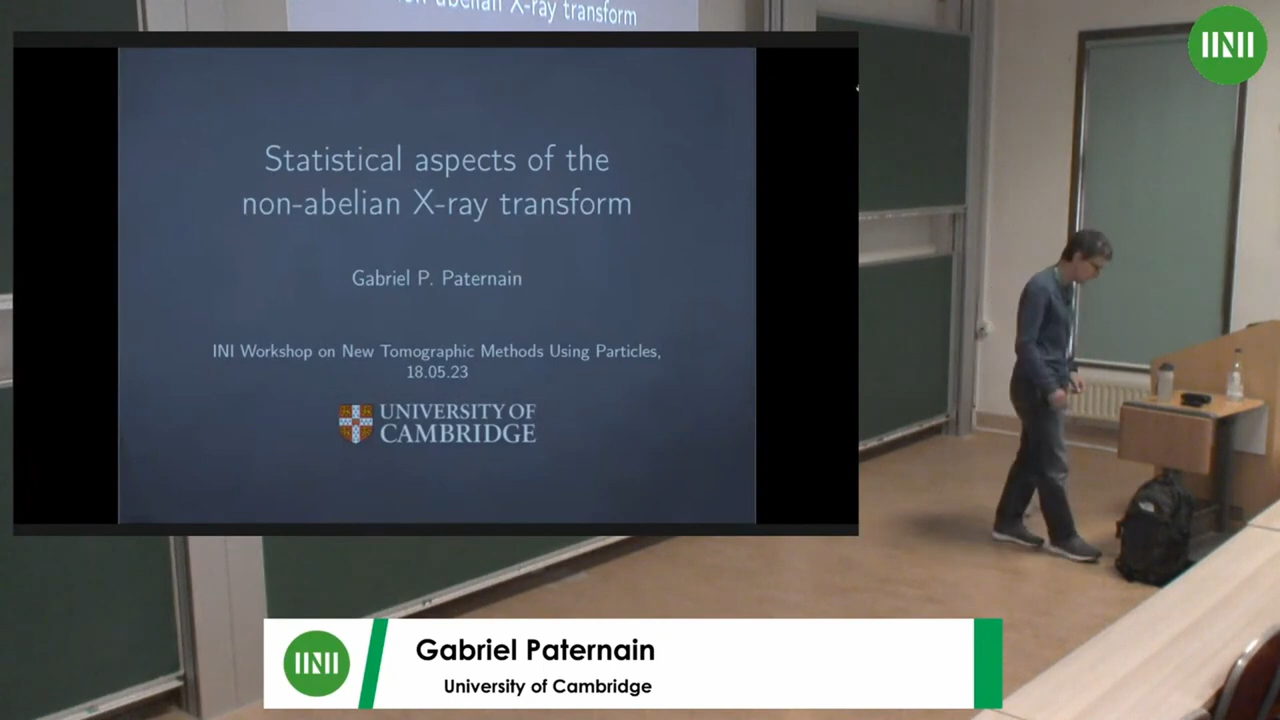 non-abelian X-ray transform
INI
Statistical aspects of the
non-abelian X-ray transform
Gabriel P. Paternain
INI Workshop on New Tomographic Methods Using Particles,
18.05.23
UNIVERSITY OF
CAMBRIDGE
INI
Gabriel Paternain
University of Cambridge